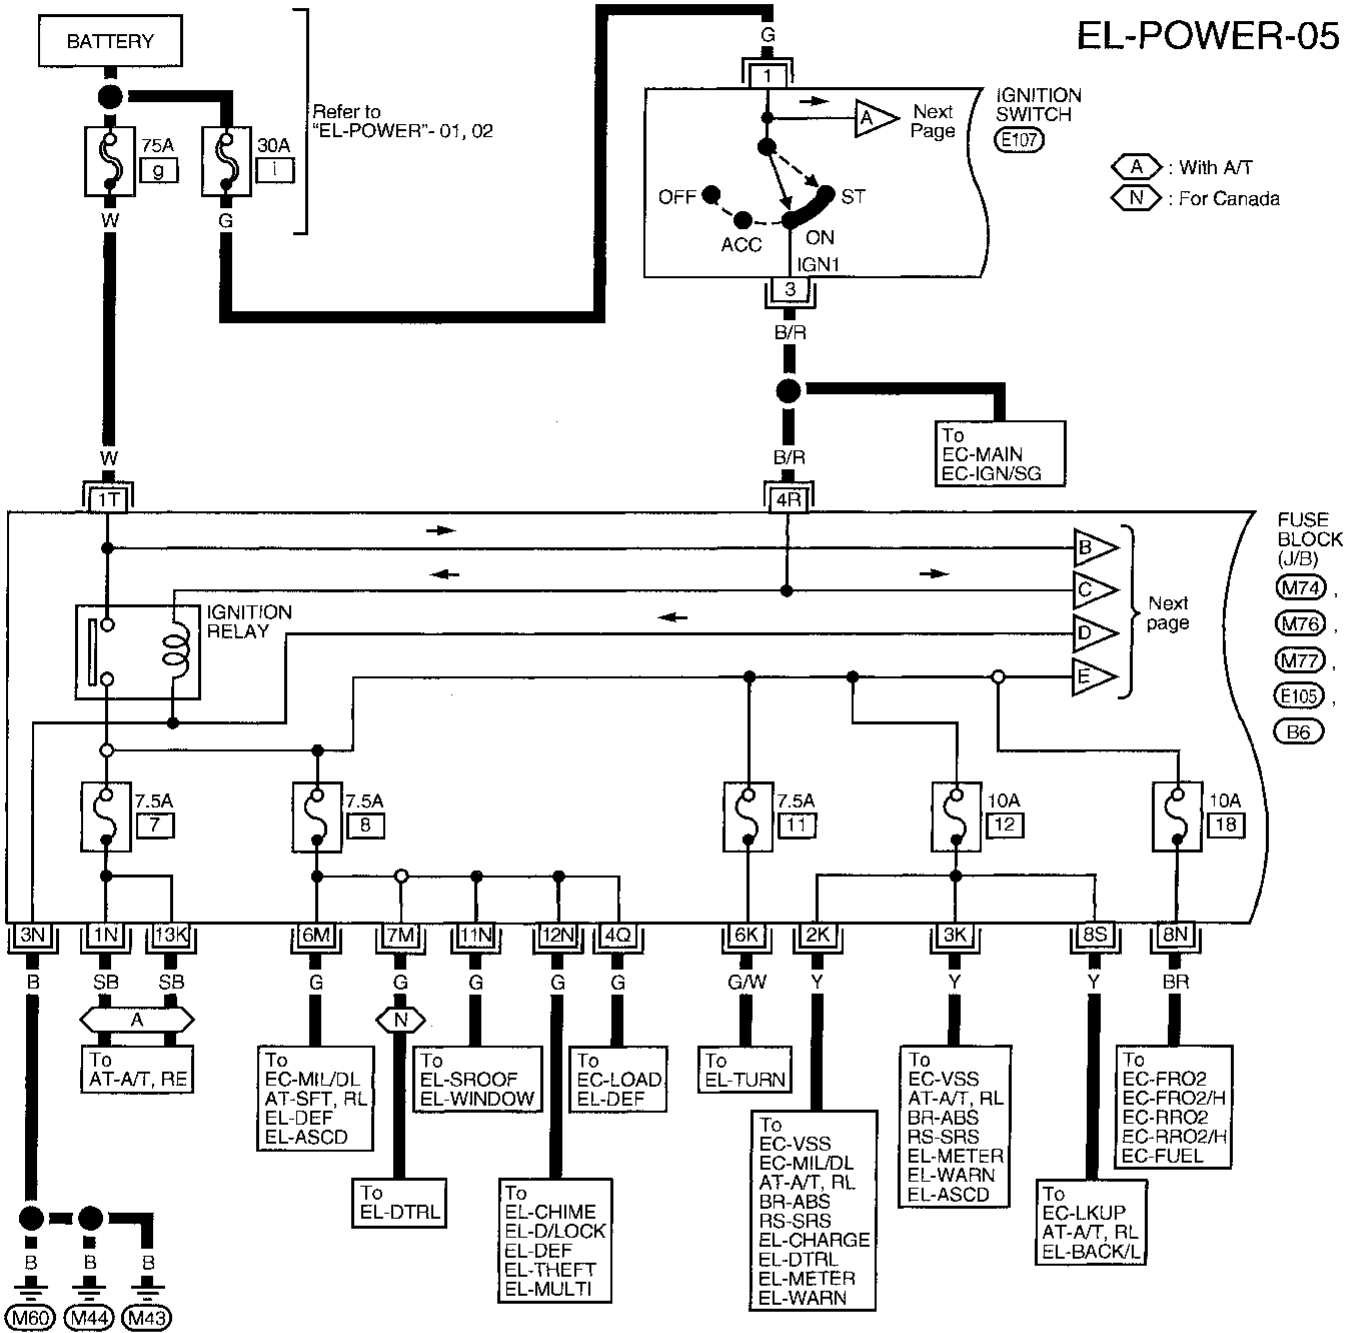 EL-POWER-05
BATTERY
Refer to
"EL-POWER"- 01, 02
75A
g
30A
i
W
G
G
1
IGNITION
SWITCH
E107
A
Next
Page
OFF
ACC
ON
ST
IGN1
3
A : With A/T
N : For Canada
B/R
B/R
To
EC-MAIN
EC-IGN/SG
W
1T
4R
FUSE
BLOCK
(J/B)
M74 ,
M76 ,
M77 ,
E105 ,
B6
B
C
D
E
Next
page
IGNITION
RELAY
7.5A
7
7.5A
8
7.5A
11
10A
12
10A
18
3N
1N
13K
6M
7M
11N
12N
4Q
6K
2K
3K
8S
8N
B
SB
SB
G
G
G
G
G
G/W
Y
Y
Y
BR
A
N
To
AT-A/T, RE
To
EC-MIL/DL
AT-SFT, RL
EL-DEF
EL-ASCD
To
EL-DTRL
To
EL-SROOF
EL-WINDOW
To
EL-CHIME
EL-D/LOCK
EL-DEF
EL-THEFT
EL-MULTI
To
EC-LOAD
EL-DEF
To
EL-TURN
To
EC-VSS
EC-MIL/DL
AT-A/T, RL
BR-ABS
RS-SRS
EL-CHARGE
EL-DTRL
EL-METER
EL-WARN
To
EC-VSS
AT-A/T, RL
BR-ABS
RS-SRS
EL-METER
EL-WARN
EL-ASCD
To
EC-LKUP
AT-A/T, RL
EL-BACK/L
To
EC-FRO2
EC-FRO2/H
EC-RRO2
EC-RRO2/H
EC-FUEL
B
B
B
M60
M44
M43